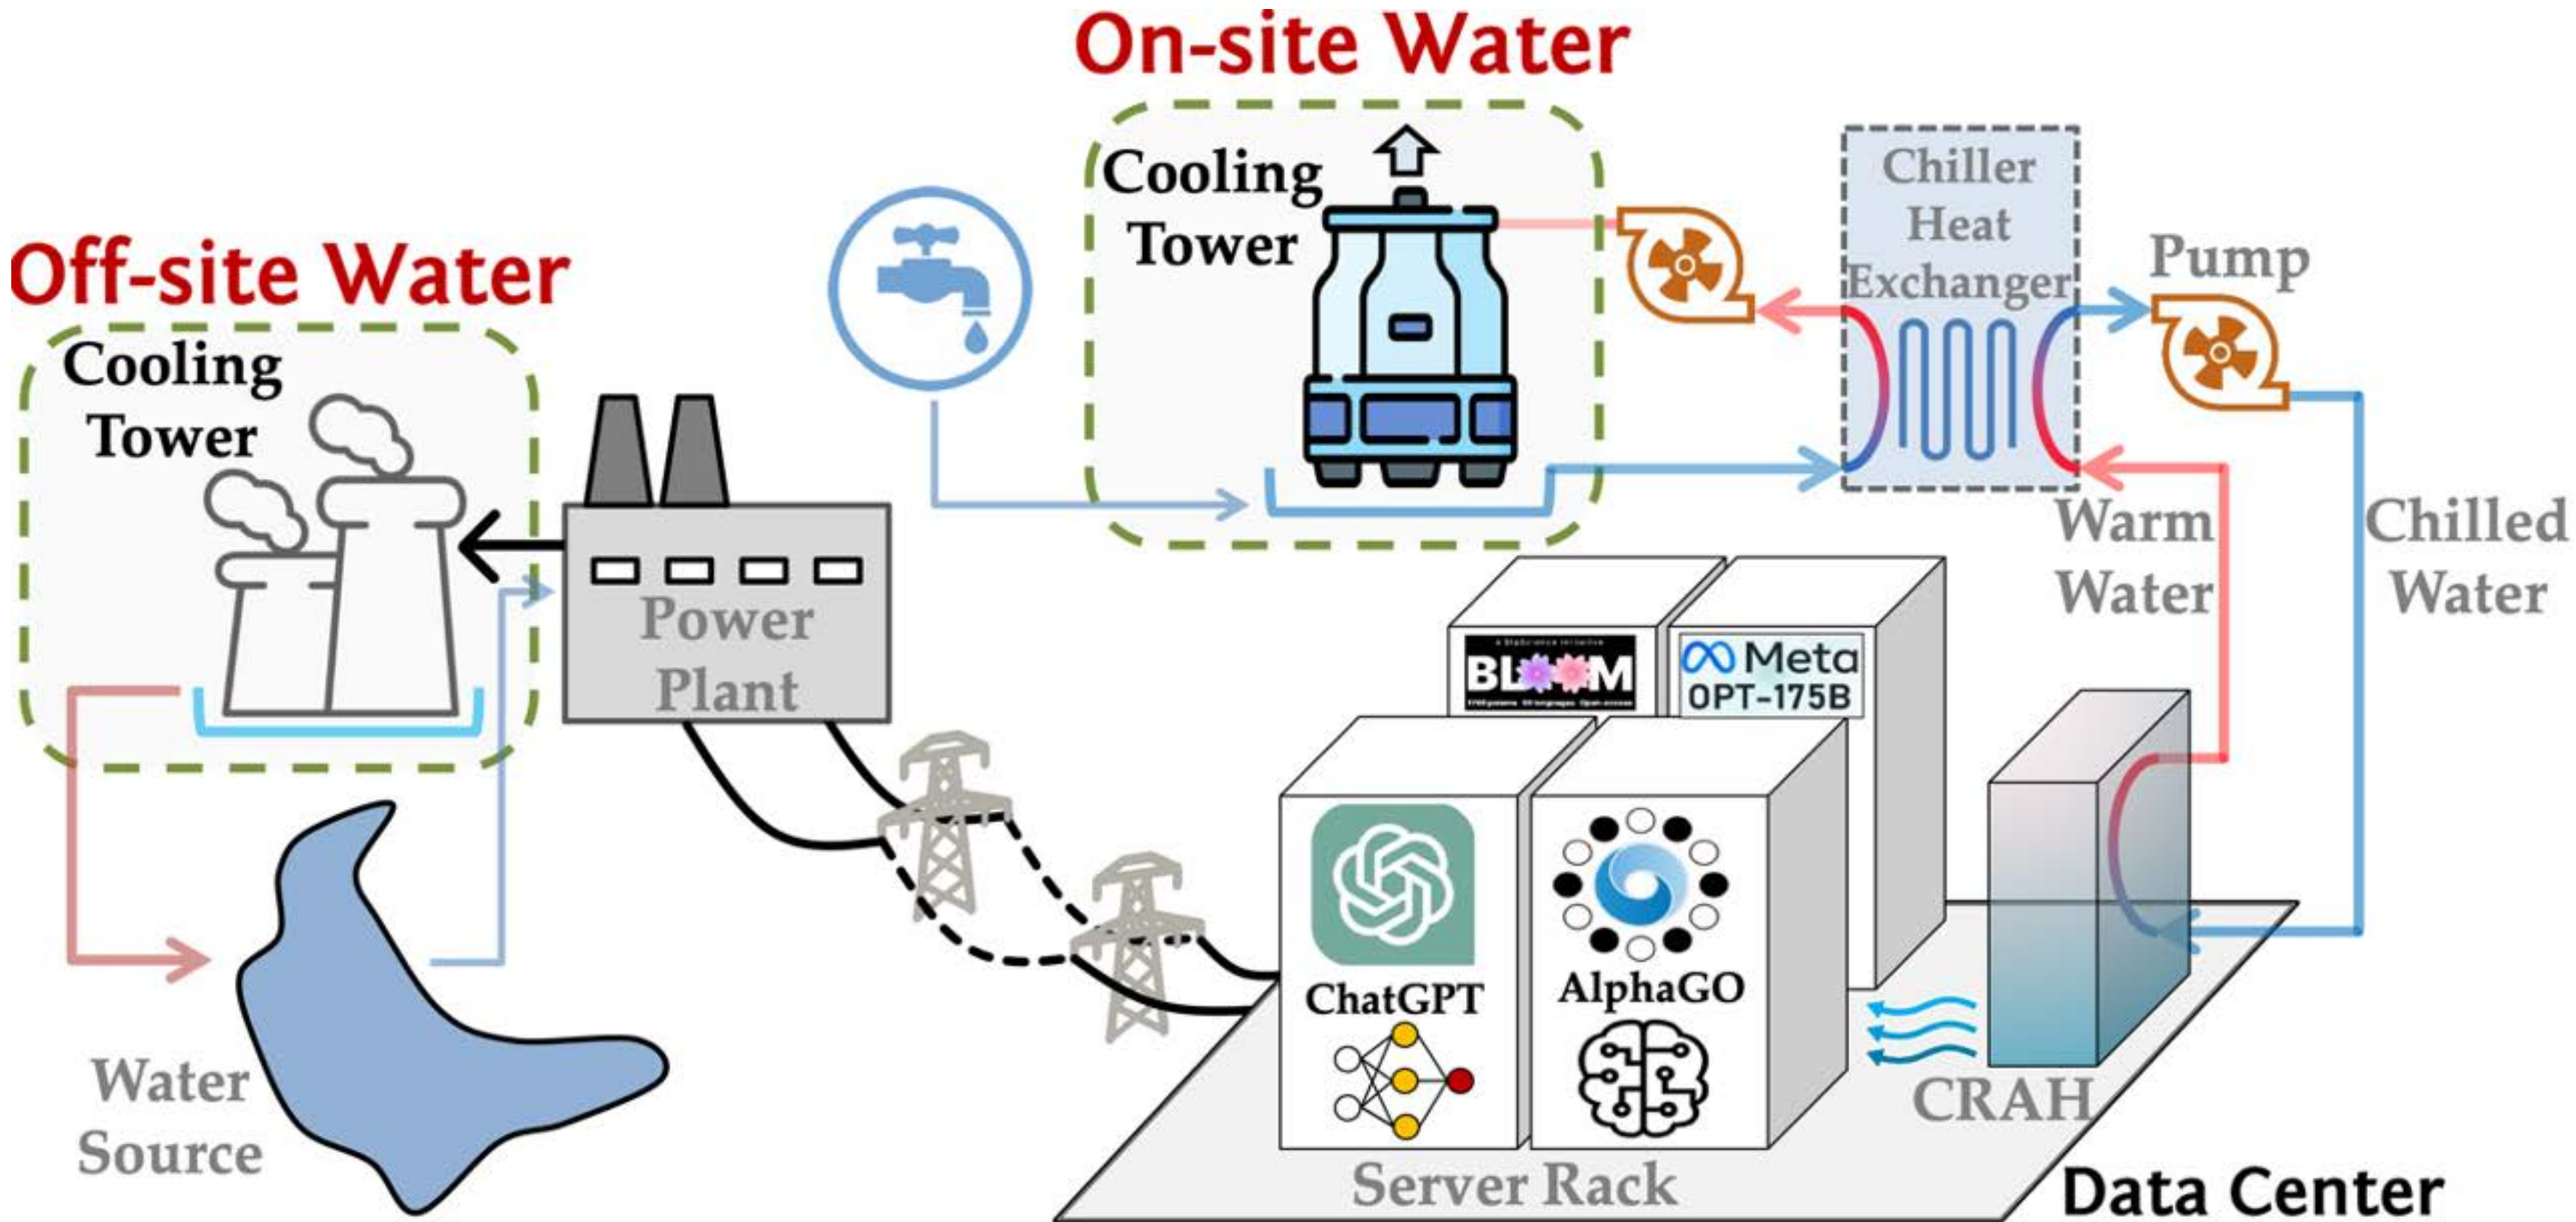 On-site Water
Cooling
Tower
Chiller
Heat
Exchanger
Pump
Off-site Water
Cooling
Tower
Power
Plant
Warm
Water
Chilled
Water
BLOOM
Meta
OPT-175B
ChatGPT
AlphaGO
CRAH
Water
Source
Server Rack
Data Center